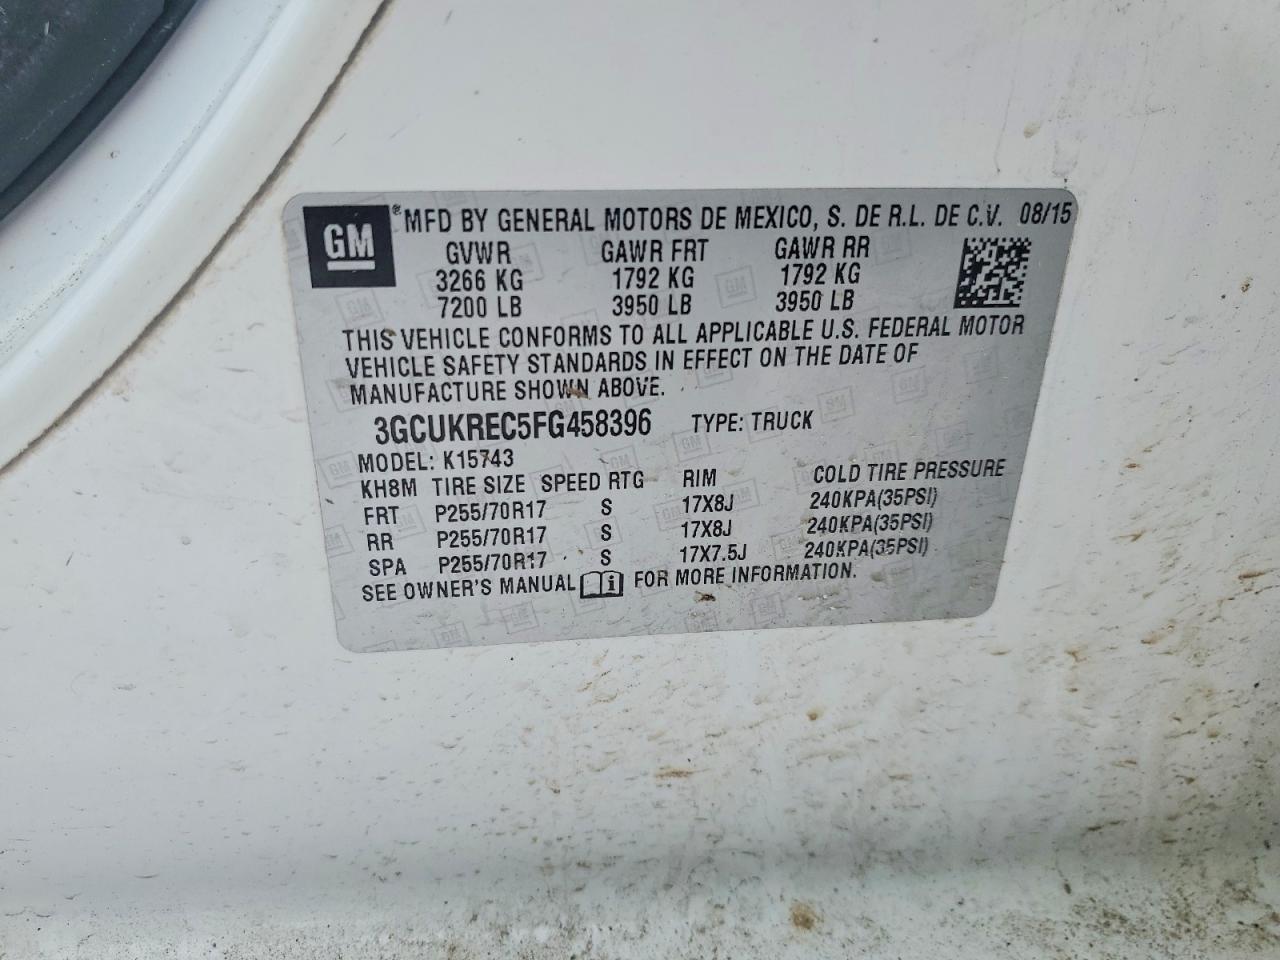 GM ® MFD BY GENERAL MOTORS DE MEXICO, S. DE R.L. DE C.V. 08/15
GVWR GAWR FRT GAWR RR
3266 KG 1792 KG 1792 KG
7200 LB 3950 LB 3950 LB
THIS VEHICLE CONFORMS TO ALL APPLICABLE U.S. FEDERAL MOTOR
VEHICLE SAFETY STANDARDS IN EFFECT ON THE DATE OF
MANUFACTURE SHOWN ABOVE.
3GCUKREC5FG458396 TYPE: TRUCK
MODEL: K15743
KH8M TIRE SIZE SPEED RTG RIM COLD TIRE PRESSURE
FRT P255/70R17 S 17X8J 240KPA(35PSI)
RR P255/70R17 S 17X8J 240KPA(35PSI)
SPA P255/70R17 S 17X7.5J 240KPA(35PSI)
SEE OWNER'S MANUAL i FOR MORE INFORMATION.